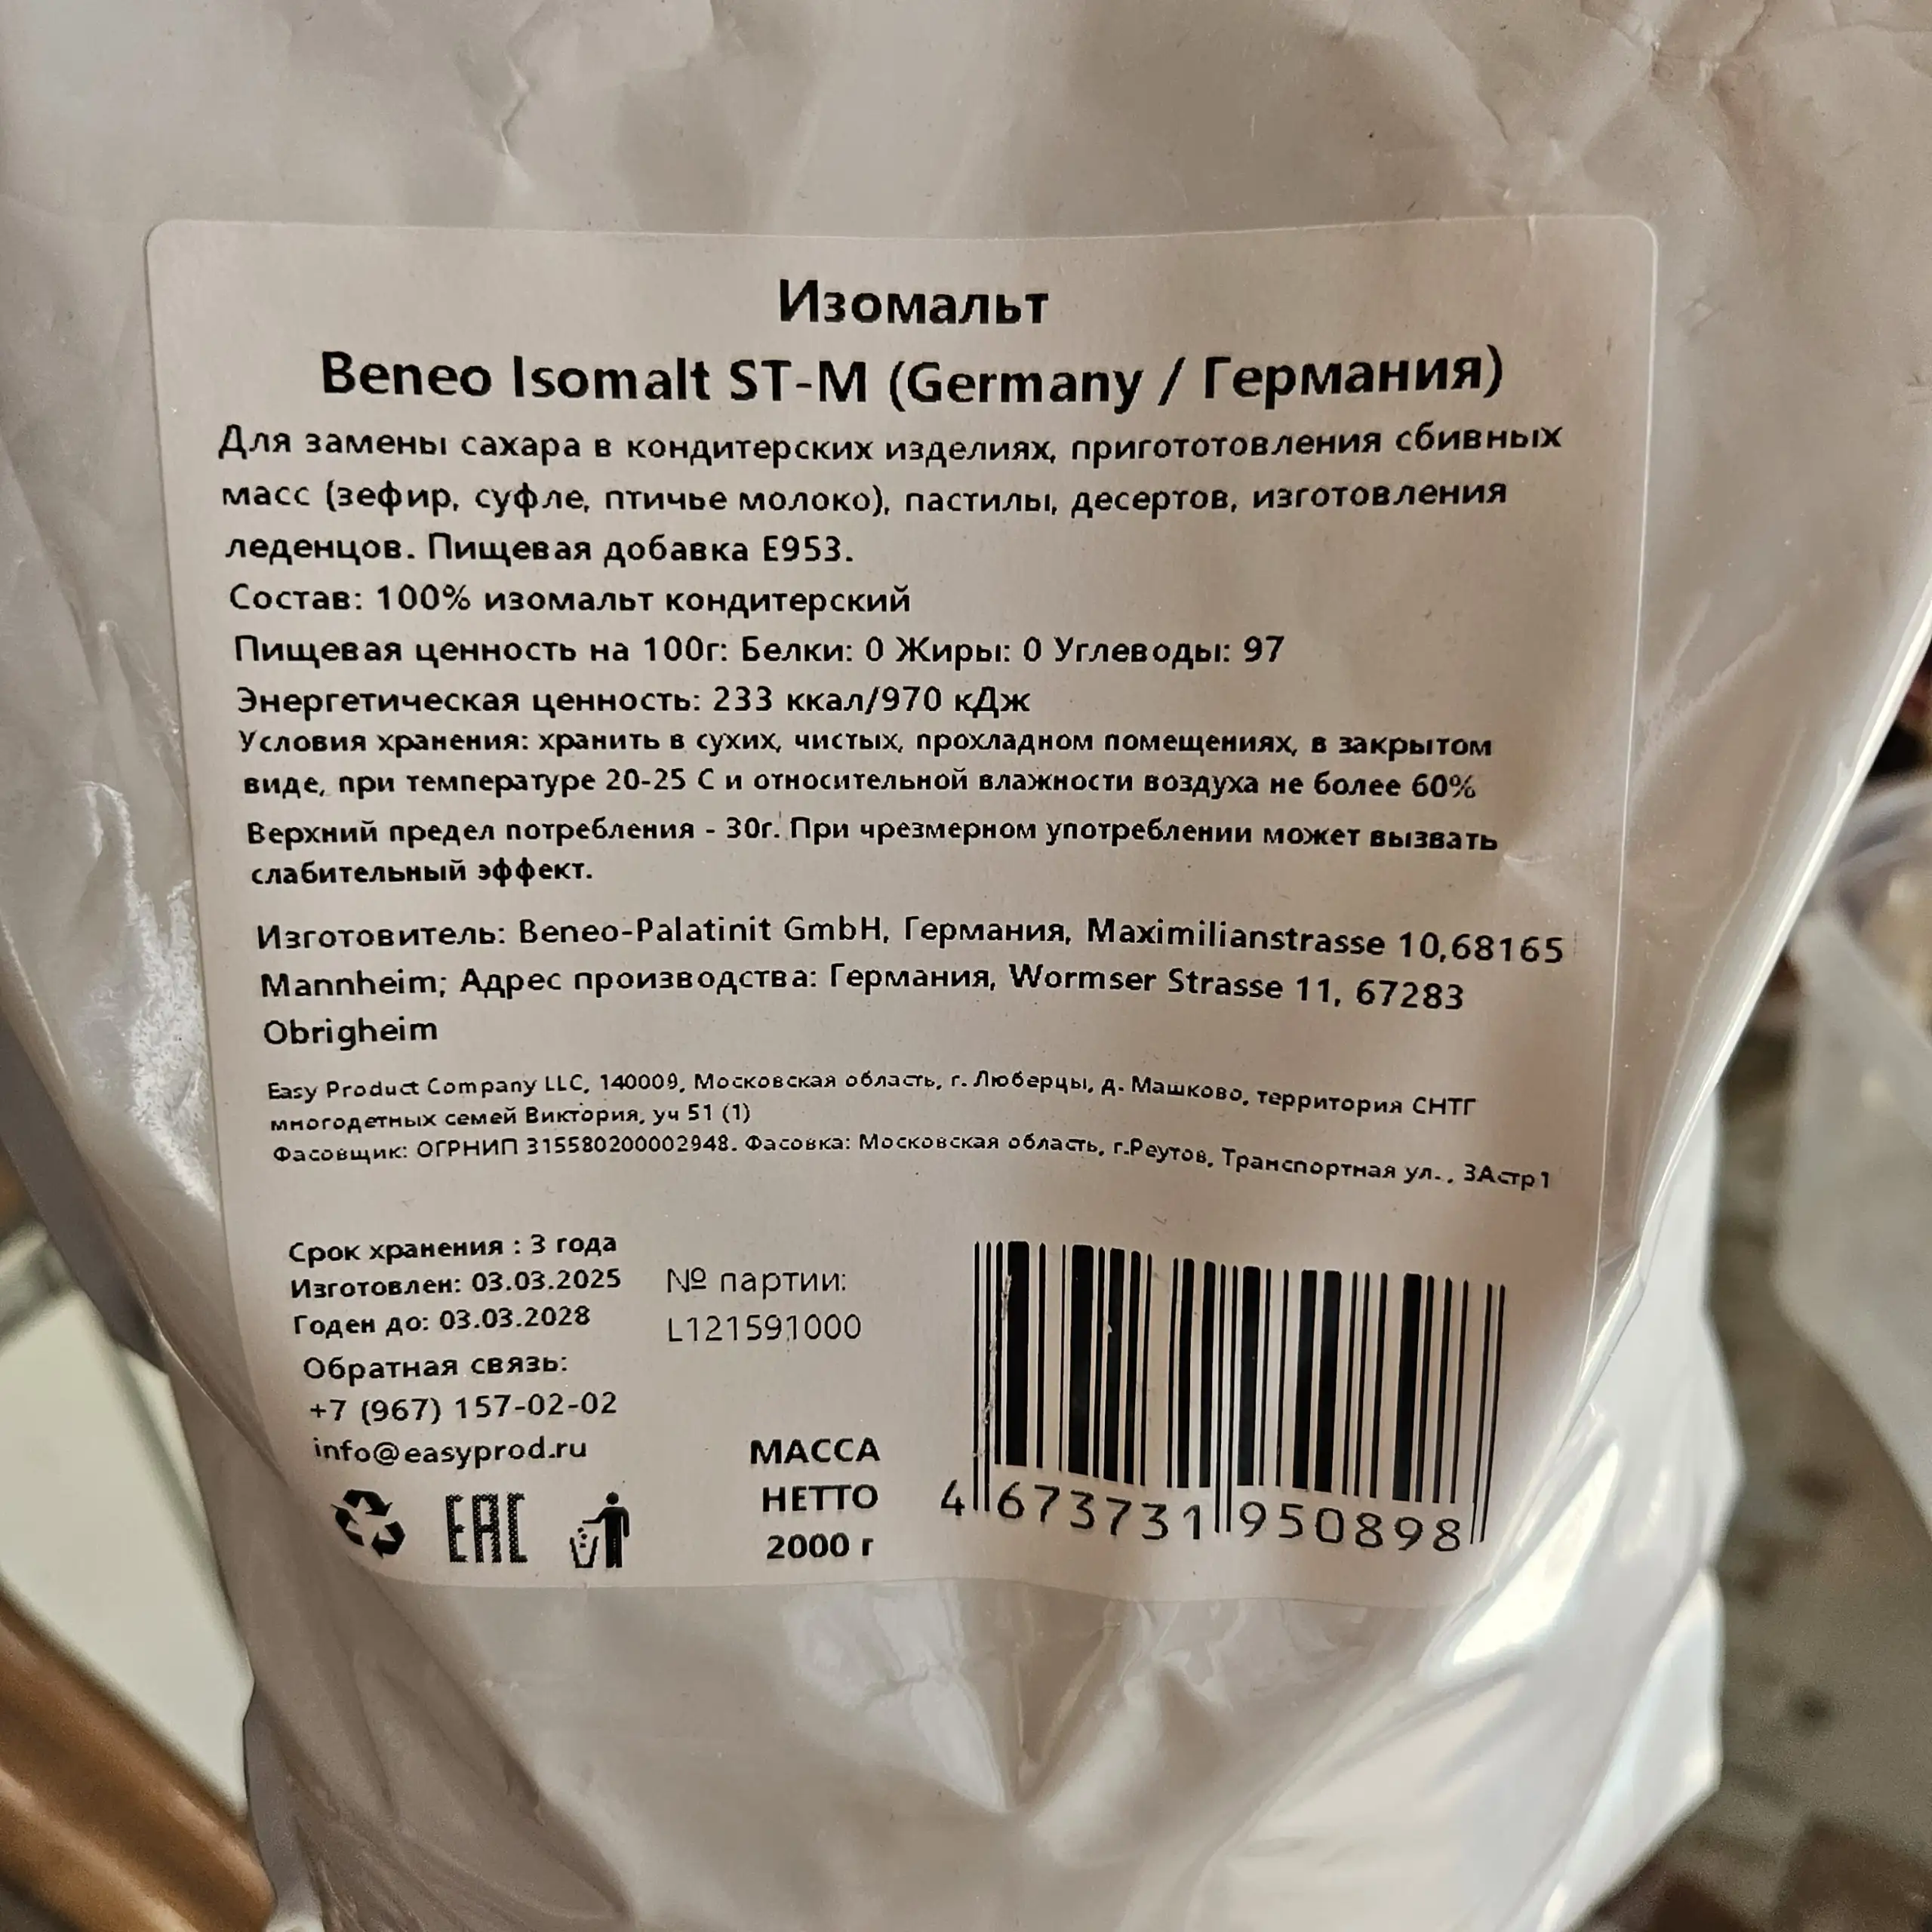 Изомальт
Beneo Isomalt ST-M (Germany / Германия)
Для замены сахара в кондитерских изделиях, пригототовления сбивных
масс (зефир, суфле, птичье молоко), пастилы, десертов, изготовления
леденцов. Пищевая добавка Е953.
Состав: 100% изомальт кондитерский
Пищевая ценность на 100г: Белки: 0 Жиры: 0 Углеводы: 97
Энергетическая ценность: 233 ккал/970 кДж
Условия хранения: хранить в сухих, чистых, прохладном помещениях, в закрытом
виде, при температуре 20-25 С и относительной влажности воздуха не более 60%
Верхний предел потребления - 30г. При чрезмерном употреблении может вызвать
слабительный эффект.
Изготовитель: Beneo-Palatinit GmbH, Германия, Maximilianstrasse 10,68165
Mannheim; Адрес производства: Германия, Wormser Strasse 11, 67283
Obrigheim
Easy Product Company LLC, 140009, Московская область, г. Люберцы, д. Машково, территория СНТГ
многодетных семей Виктория, уч 51 (1)
Фасовщик: ОГРНИП 315580200002948. Фасовка: Московская область, г.Реутов, Транспортная ул.., 3Астр1
Срок хранения : 3 года
Изготовлен: 03.03.2025
Годен до: 03.03.2028
№ партии:
L121591000
Обратная связь:
+7 (967) 157-02-02
info@easyprod.ru
EAC
МАССА
НЕТТО
2000 г
4 673731 950898